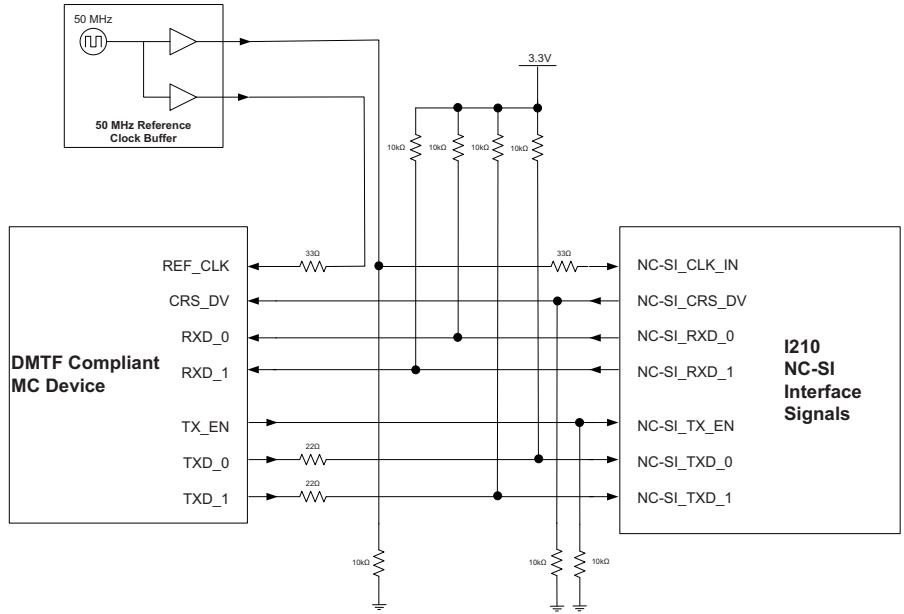 50 MHz
50 MHz Reference
Clock Buffer
3.3V
10kΩ
10kΩ
10kΩ
10kΩ
DMTF Compliant
MC Device
REF_CLK
CRS_DV
RXD_0
RXD_1
TX_EN
TXD_0
TXD_1
33Ω
33Ω
22Ω
22Ω
NC-SI_CLK_IN
NC-SI_CRS_DV
NC-SI_RXD_0
NC-SI_RXD_1
NC-SI_TX_EN
NC-SI_TXD_0
NC-SI_TXD_1
I210
NC-SI
Interface
Signals
10kΩ
10kΩ
10kΩ